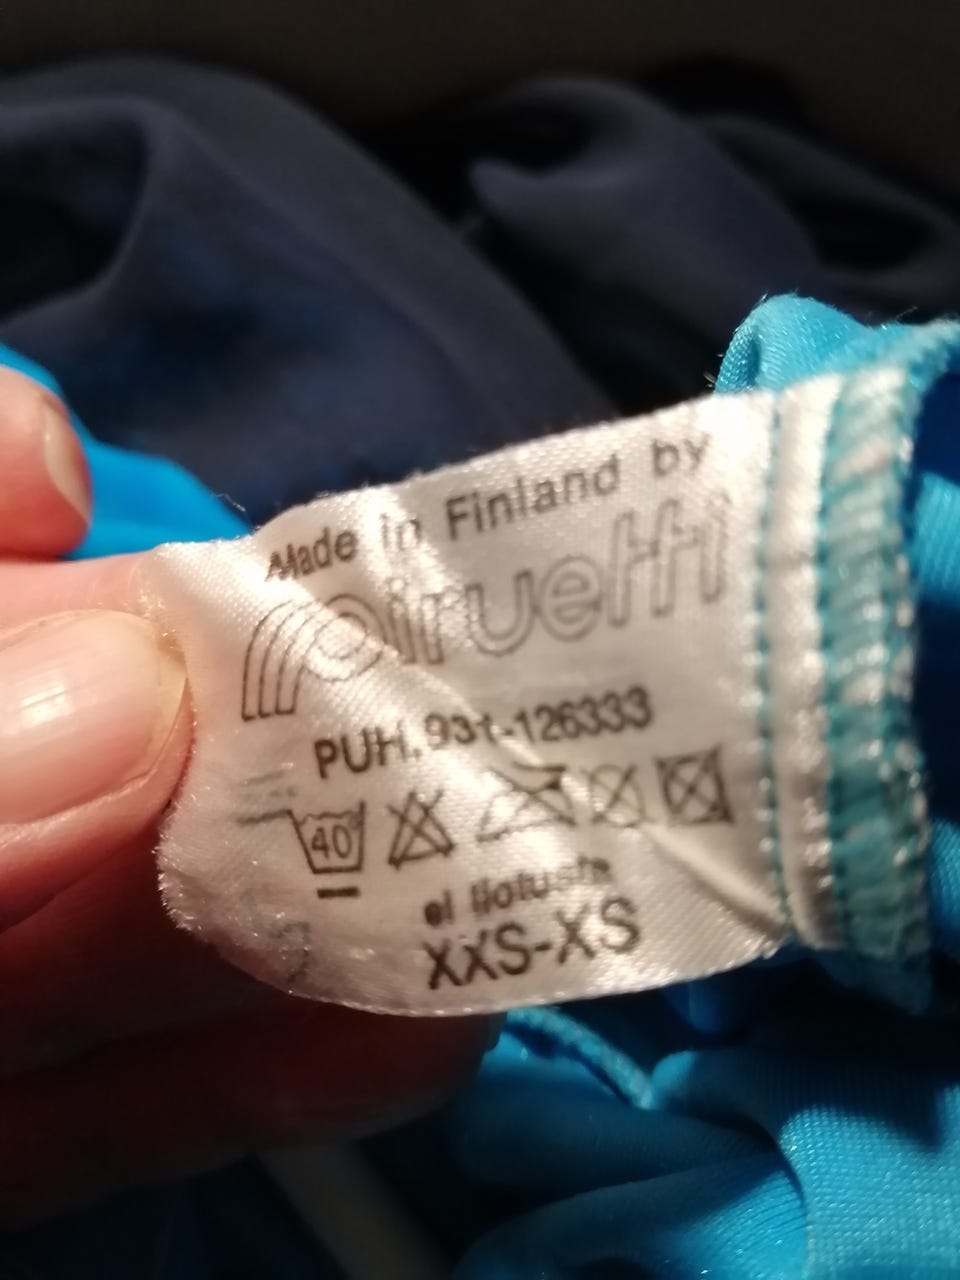 Made in Finland by
Piruetti
PUH. 931-126333
40
ei liotusta
XXS-XS